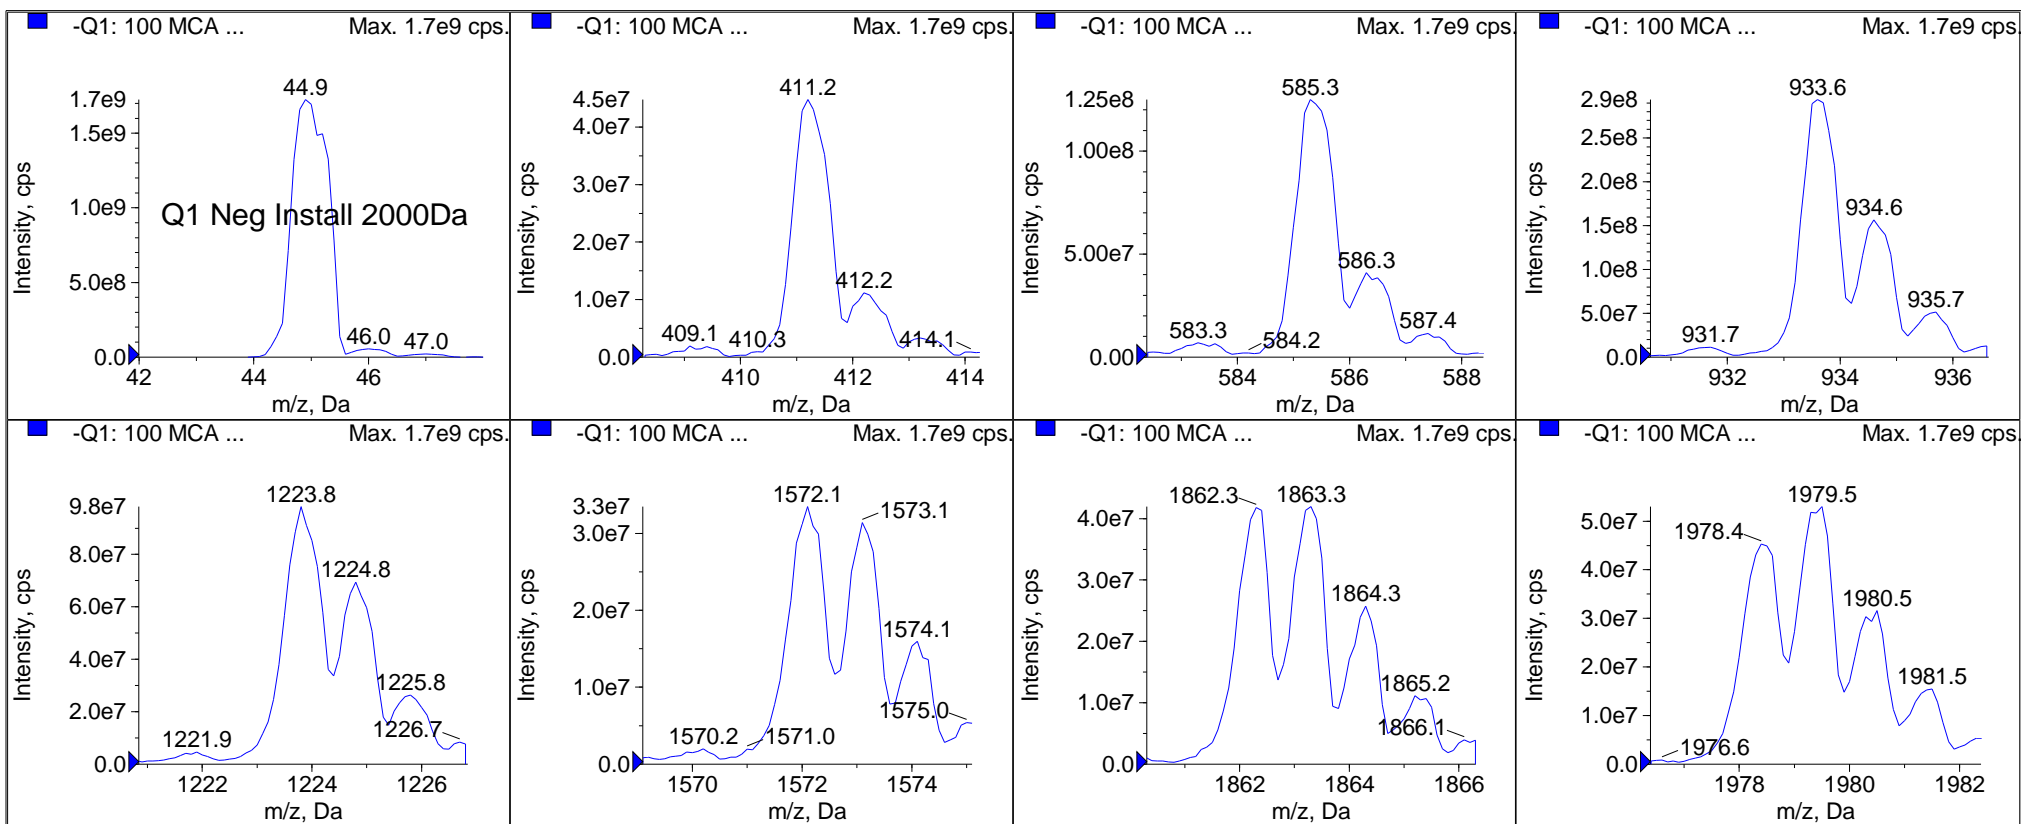 -Q1: 100 MCA ... Max. 1.7e9 cps.
44.9
1.7e9
1.5e9
1.0e9
5.0e8
0.0
Intensity, cps
Q1 Neg Install 2000Da
46.0
47.0
42 44 46
m/z, Da
-Q1: 100 MCA ... Max. 1.7e9 cps.
411.2
4.5e7
4.0e7
3.0e7
2.0e7
1.0e7
0.0
Intensity, cps
412.2
409.1
410.3
414.1
410 412 414
m/z, Da
-Q1: 100 MCA ... Max. 1.7e9 cps.
585.3
1.25e8
1.00e8
5.00e7
0.00
Intensity, cps
586.3
583.3
584.2
587.4
584 586 588
m/z, Da
-Q1: 100 MCA ... Max. 1.7e9 cps.
933.6
2.9e8
2.5e8
2.0e8
1.5e8
1.0e8
5.0e7
0.0
Intensity, cps
934.6
935.7
931.7
932 934 936
m/z, Da
-Q1: 100 MCA ... Max. 1.7e9 cps.
1223.8
9.8e7
8.0e7
6.0e7
4.0e7
2.0e7
0.0
Intensity, cps
1224.8
1225.8
1226.7
1221.9
1222 1224 1226
m/z, Da
-Q1: 100 MCA ... Max. 1.7e9 cps.
1572.1
1573.1
3.3e7
3.0e7
2.0e7
1.0e7
0.0
Intensity, cps
1574.1
1575.0
1570.2
1571.0
1570 1572 1574
m/z, Da
-Q1: 100 MCA ... Max. 1.7e9 cps.
1862.3
1863.3
4.0e7
3.0e7
2.0e7
1.0e7
0.0
Intensity, cps
1864.3
1865.2
1866.1
1862 1864 1866
m/z, Da
-Q1: 100 MCA ... Max. 1.7e9 cps.
1979.5
1978.4
5.0e7
4.0e7
3.0e7
2.0e7
1.0e7
0.0
Intensity, cps
1980.5
1981.5
1976.6
1978 1980 1982
m/z, Da